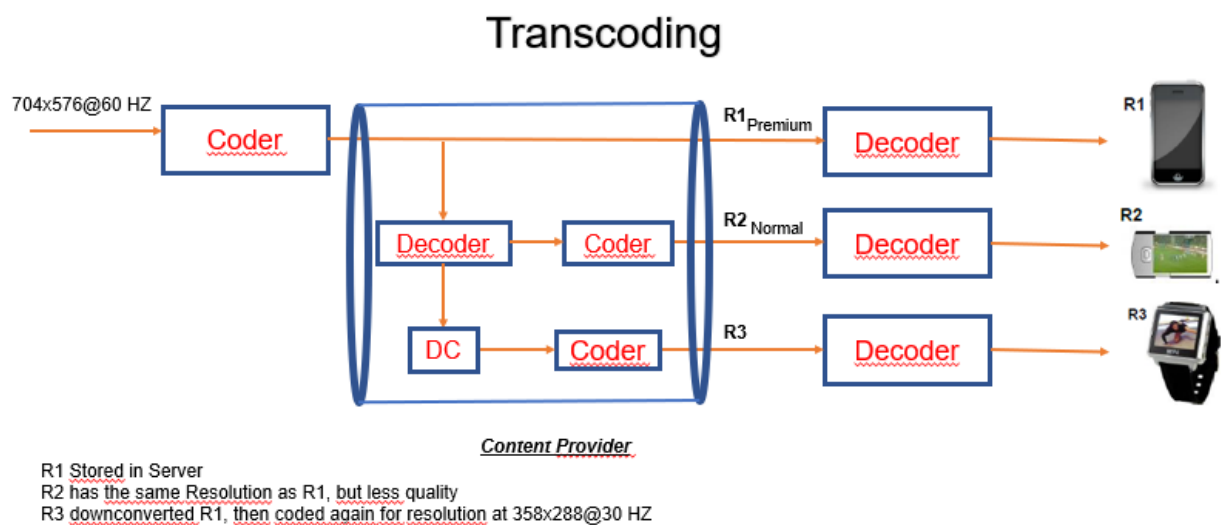 Transcoding
704x576@60 HZ
Coder
R1 Premium
Decoder
R1
Decoder
Coder
R2 Normal
Decoder
R2
DC
Coder
R3
Decoder
R3
Content Provider
R1 Stored in Server
R2 has the same Resolution as R1, but less quality
R3 downconverted R1, then coded again for resolution at 358x288@30 HZ